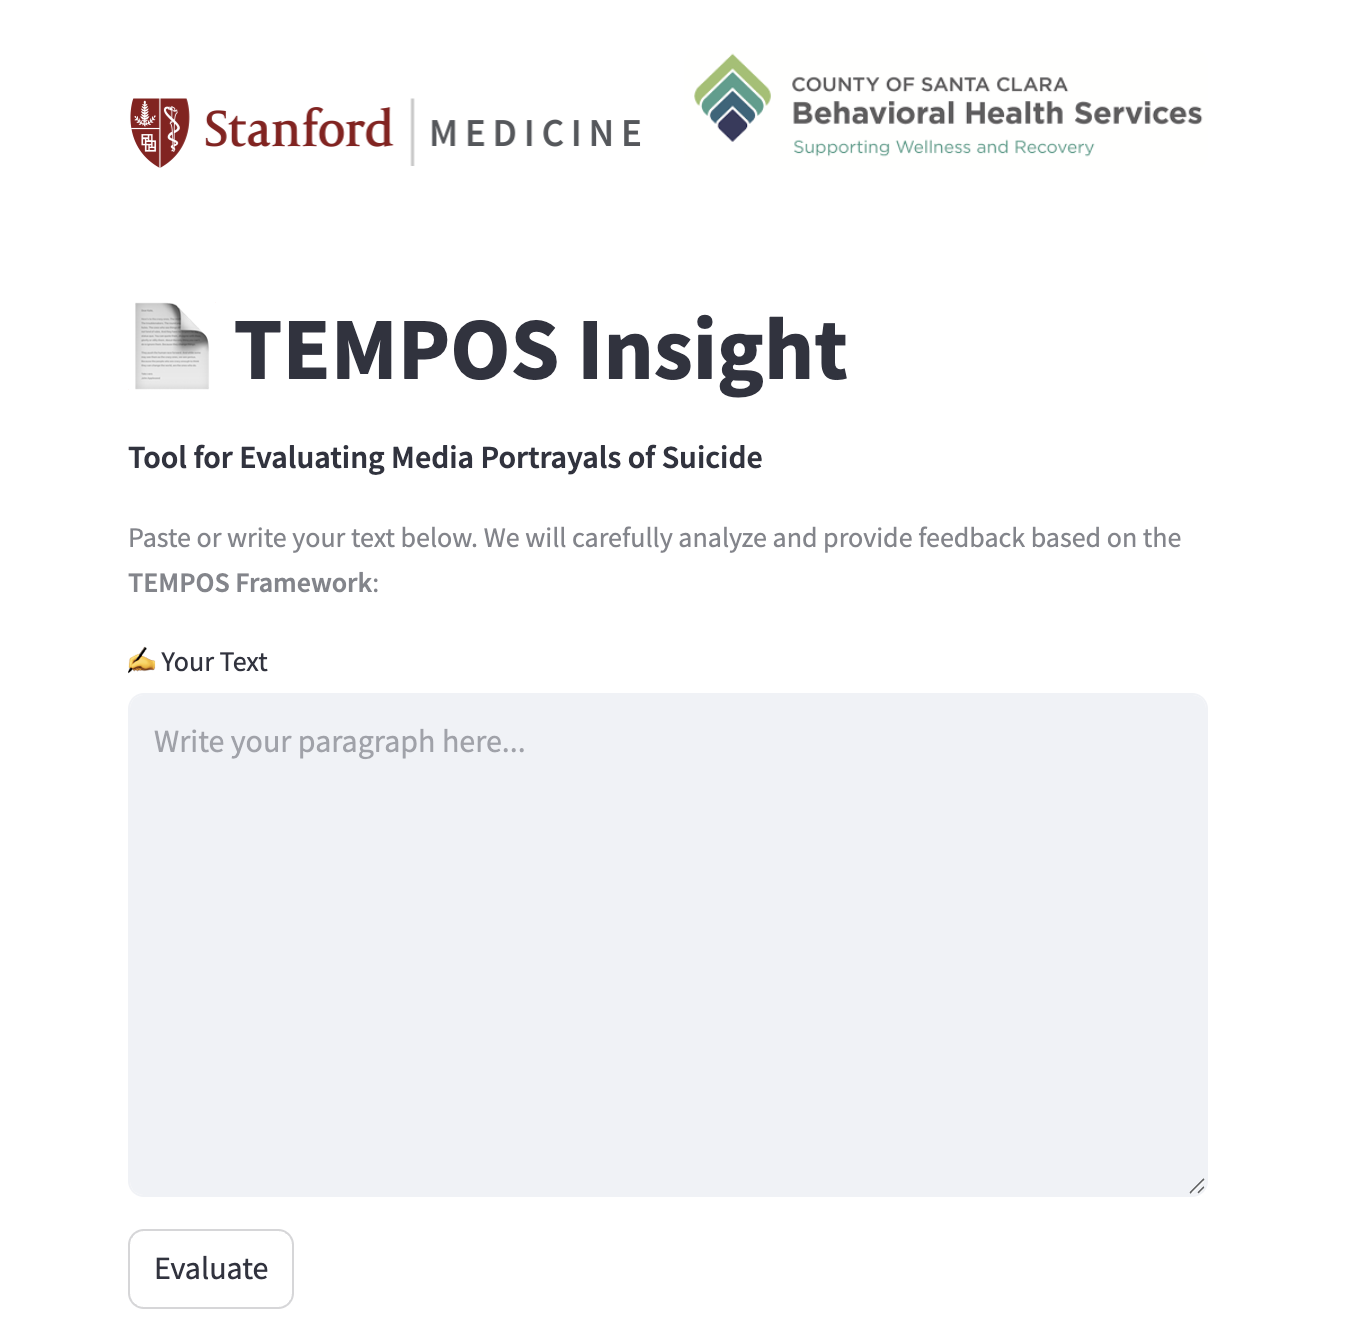 Stanford MEDICINE
COUNTY OF SANTA CLARA
Behavioral Health Services
Supporting Wellness and Recovery
TEMPOS Insight
Tool for Evaluating Media Portrayals of Suicide
Paste or write your text below. We will carefully analyze and provide feedback based on the
TEMPOS Framework:
✍️ Your Text
Write your paragraph here...
Evaluate